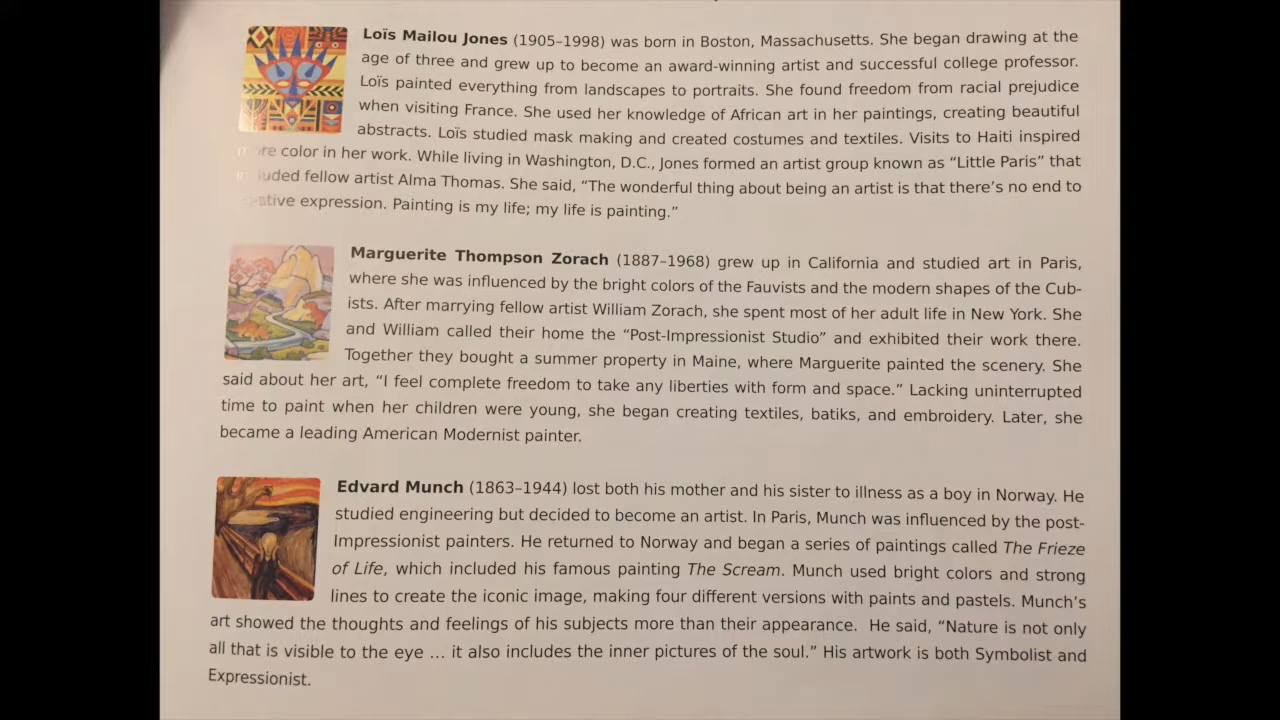 Loïs Mailou Jones (1905–1998) was born in Boston, Massachusetts. She began drawing at the
age of three and grew up to become an award-winning artist and successful college professor.
Loïs painted everything from landscapes to portraits. She found freedom from racial prejudice
when visiting France. She used her knowledge of African art in her paintings, creating beautiful
abstracts. Loïs studied mask making and created costumes and textiles. Visits to Haiti inspired
more color in her work. While living in Washington, D.C., Jones formed an artist group known as “Little Paris” that
included fellow artist Alma Thomas. She said, “The wonderful thing about being an artist is that there’s no end to
expression. Painting is my life; my life is painting.”
Marguerite Thompson Zorach (1887–1968) grew up in California and studied art in Paris,
where she was influenced by the bright colors of the Fauvists and the modern shapes of the Cub-
ists. After marrying fellow artist William Zorach, she spent most of her adult life in New York. She
and William called their home the “Post-Impressionist Studio” and exhibited their work there.
Together they bought a summer property in Maine, where Marguerite painted the scenery. She
said about her art, “I feel complete freedom to take any liberties with form and space.” Lacking uninterrupted
time to paint when her children were young, she began creating textiles, batiks, and embroidery. Later, she
became a leading American Modernist painter.
Edvard Munch (1863–1944) lost both his mother and his sister to illness as a boy in Norway. He
studied engineering but decided to become an artist. In Paris, Munch was influenced by the post-
Impressionist painters. He returned to Norway and began a series of paintings called The Frieze
of Life, which included his famous painting The Scream. Munch used bright colors and strong
lines to create the iconic image, making four different versions with paints and pastels. Munch’s
art showed the thoughts and feelings of his subjects more than their appearance. He said, “Nature is not only
all that is visible to the eye … it also includes the inner pictures of the soul.” His artwork is both Symbolist and
Expressionist.